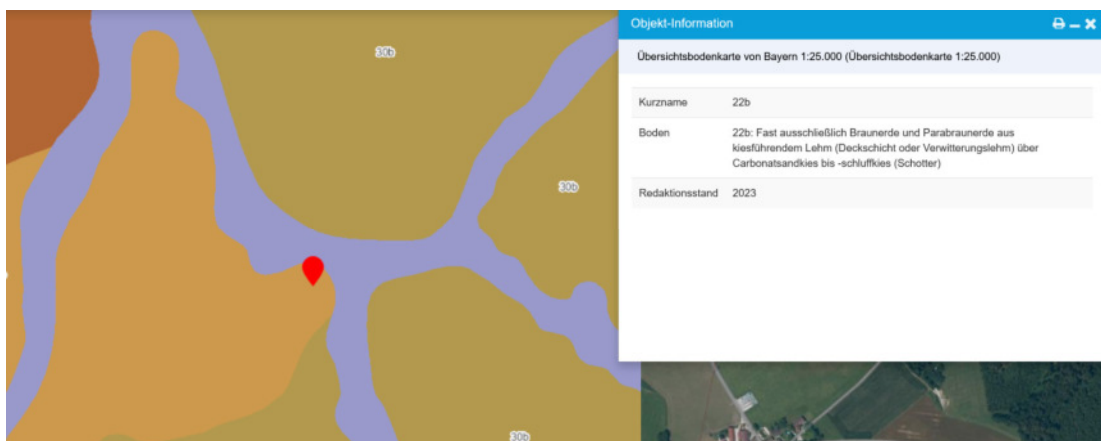 30b
30b
30b
Objekt-Information
Übersichtsbodenkarte von Bayern 1:25.000 (Übersichtsbodenkarte 1:25.000)
Kurzname 22b
Boden 22b: Fast ausschließlich Braunerde und Parabraunerde aus
kiesführendem Lehm (Deckschicht oder Verwitterungslehm) über
Carbonatsandkies bis -schluffkies (Schotter)
Redaktionsstand 2023